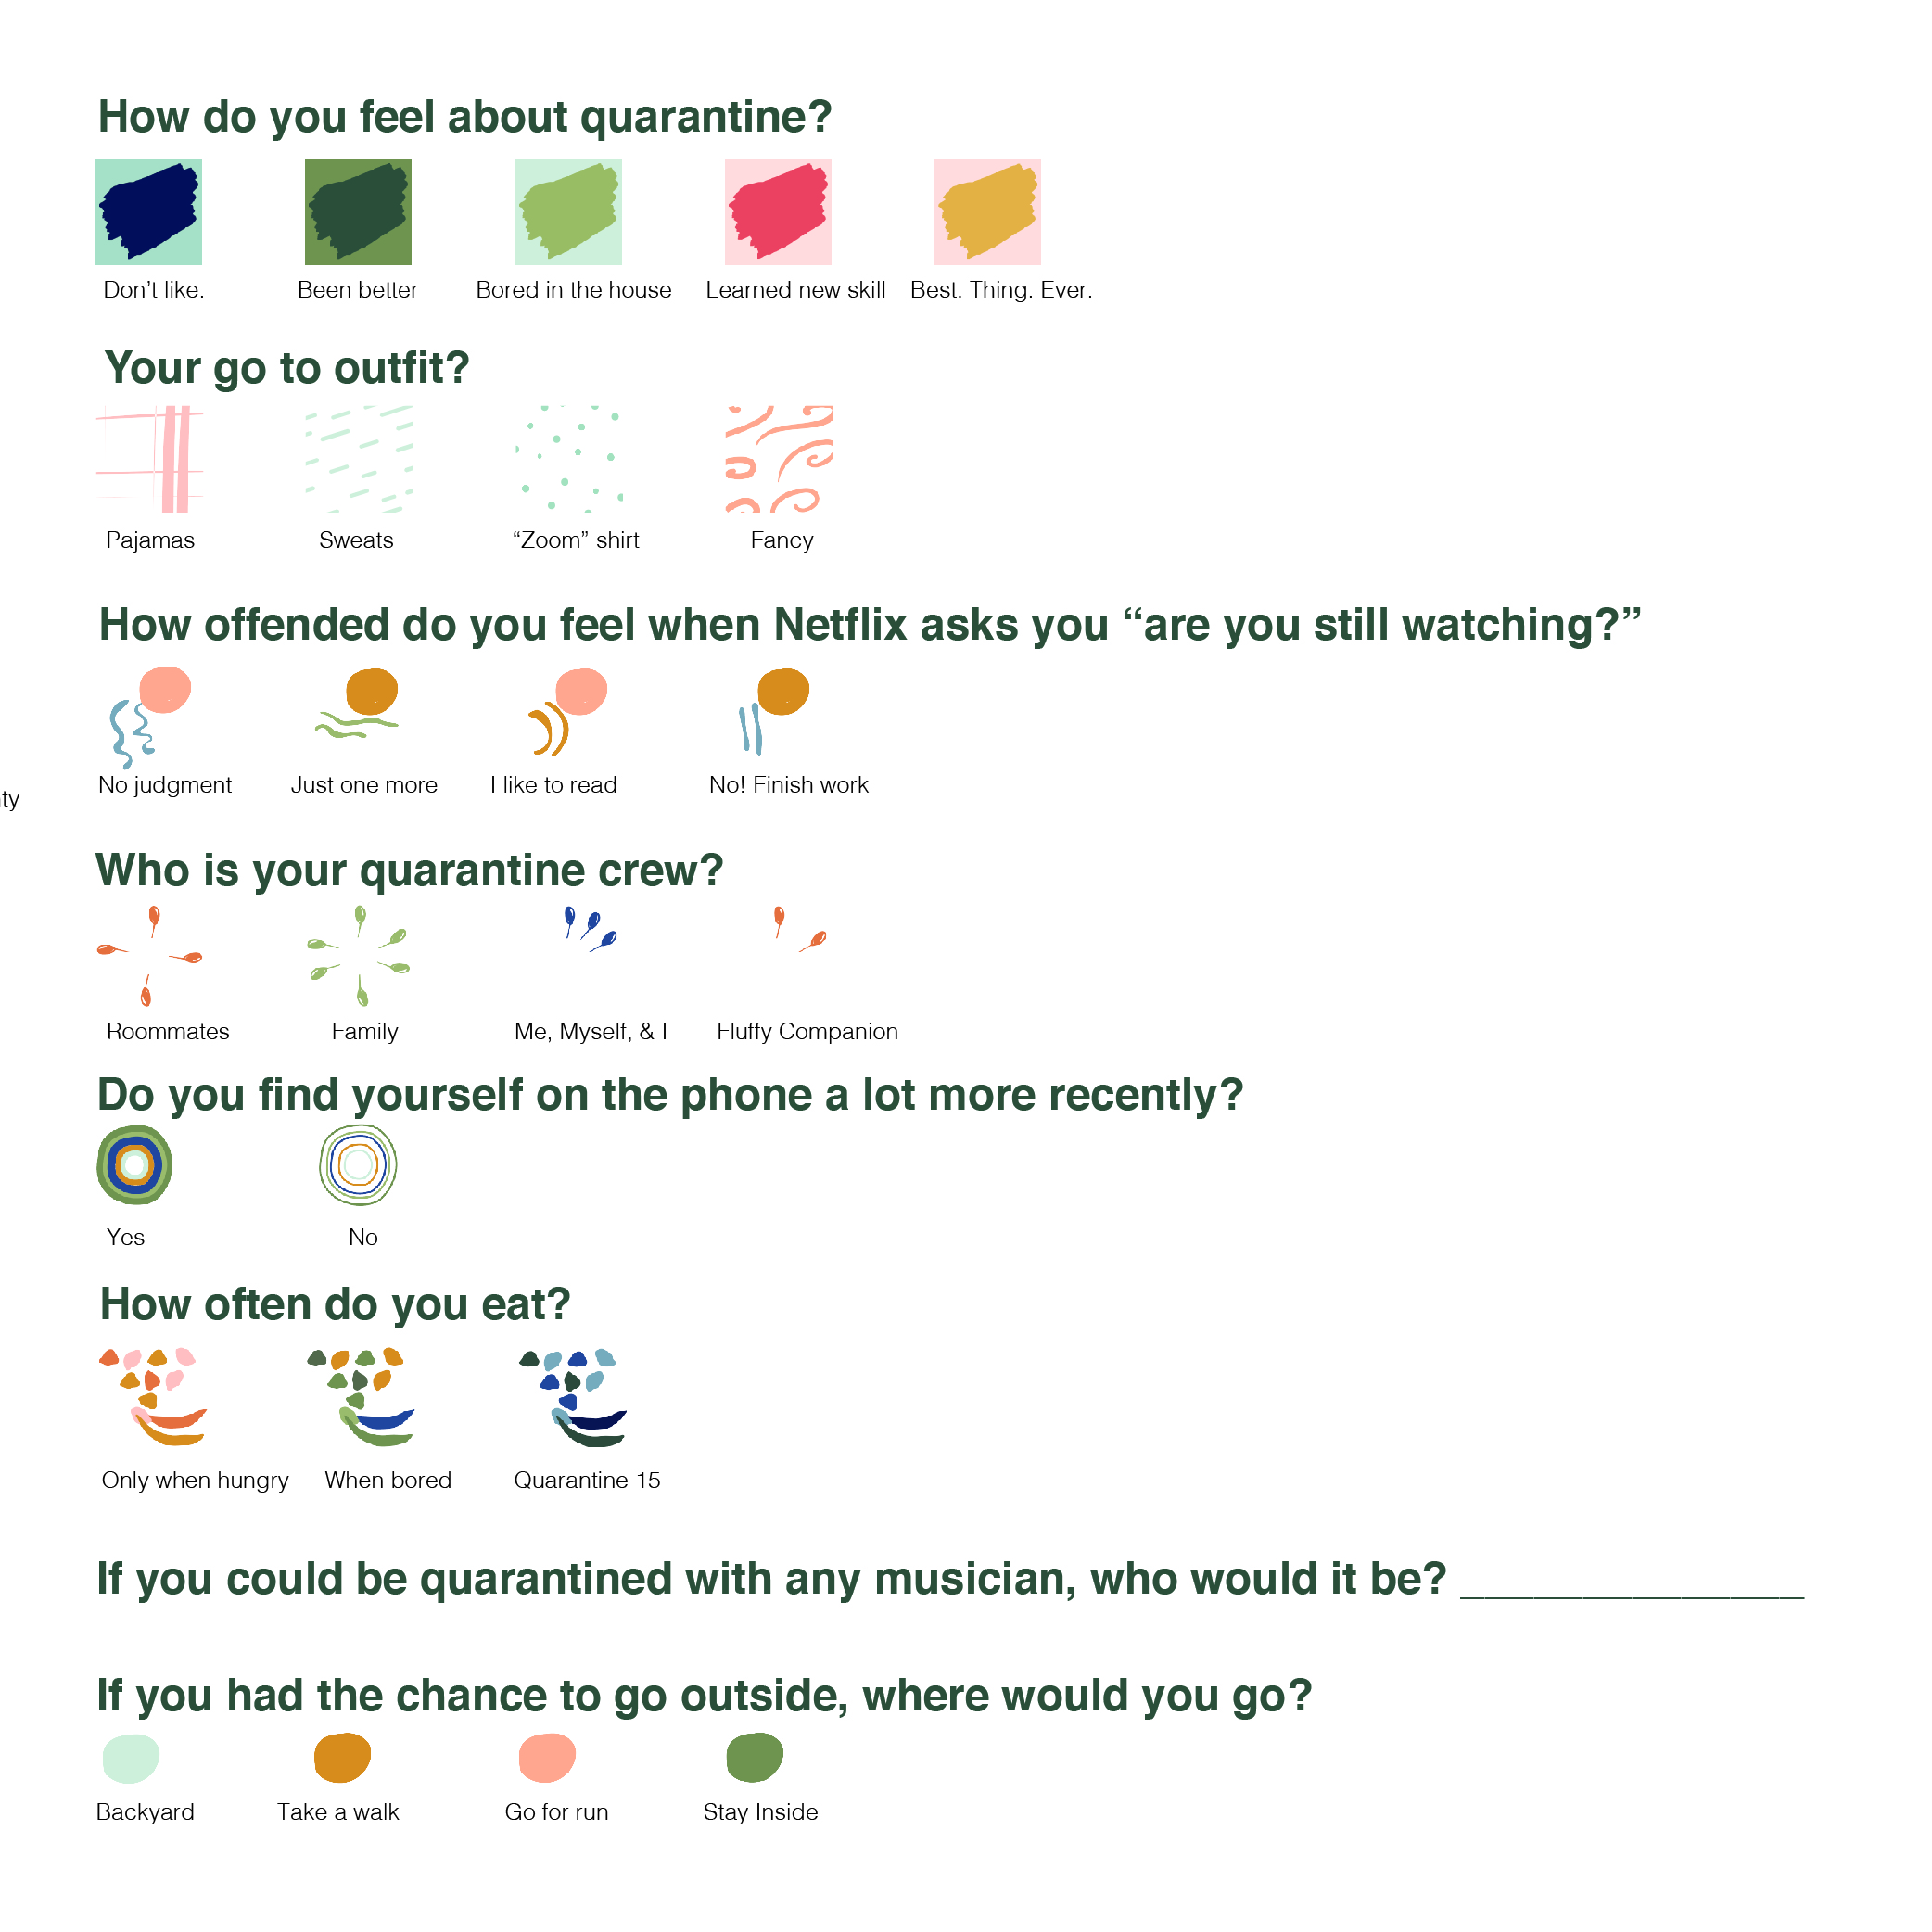 How do you feel about quarantine?
Don’t like. Been better Bored in the house Learned new skill Best. Thing. Ever.
Your go to outfit?
Pajamas Sweats “Zoom” shirt Fancy
How offended do you feel when Netflix asks you “are you still watching?”
No judgment Just one more I like to read No! Finish work
ty
Who is your quarantine crew?
Roommates Family Me, Myself, & I Fluffy Companion
Do you find yourself on the phone a lot more recently?
Yes No
How often do you eat?
Only when hungry When bored Quarantine 15
If you could be quarantined with any musician, who would it be? ______________
If you had the chance to go outside, where would you go?
Backyard Take a walk Go for run Stay Inside